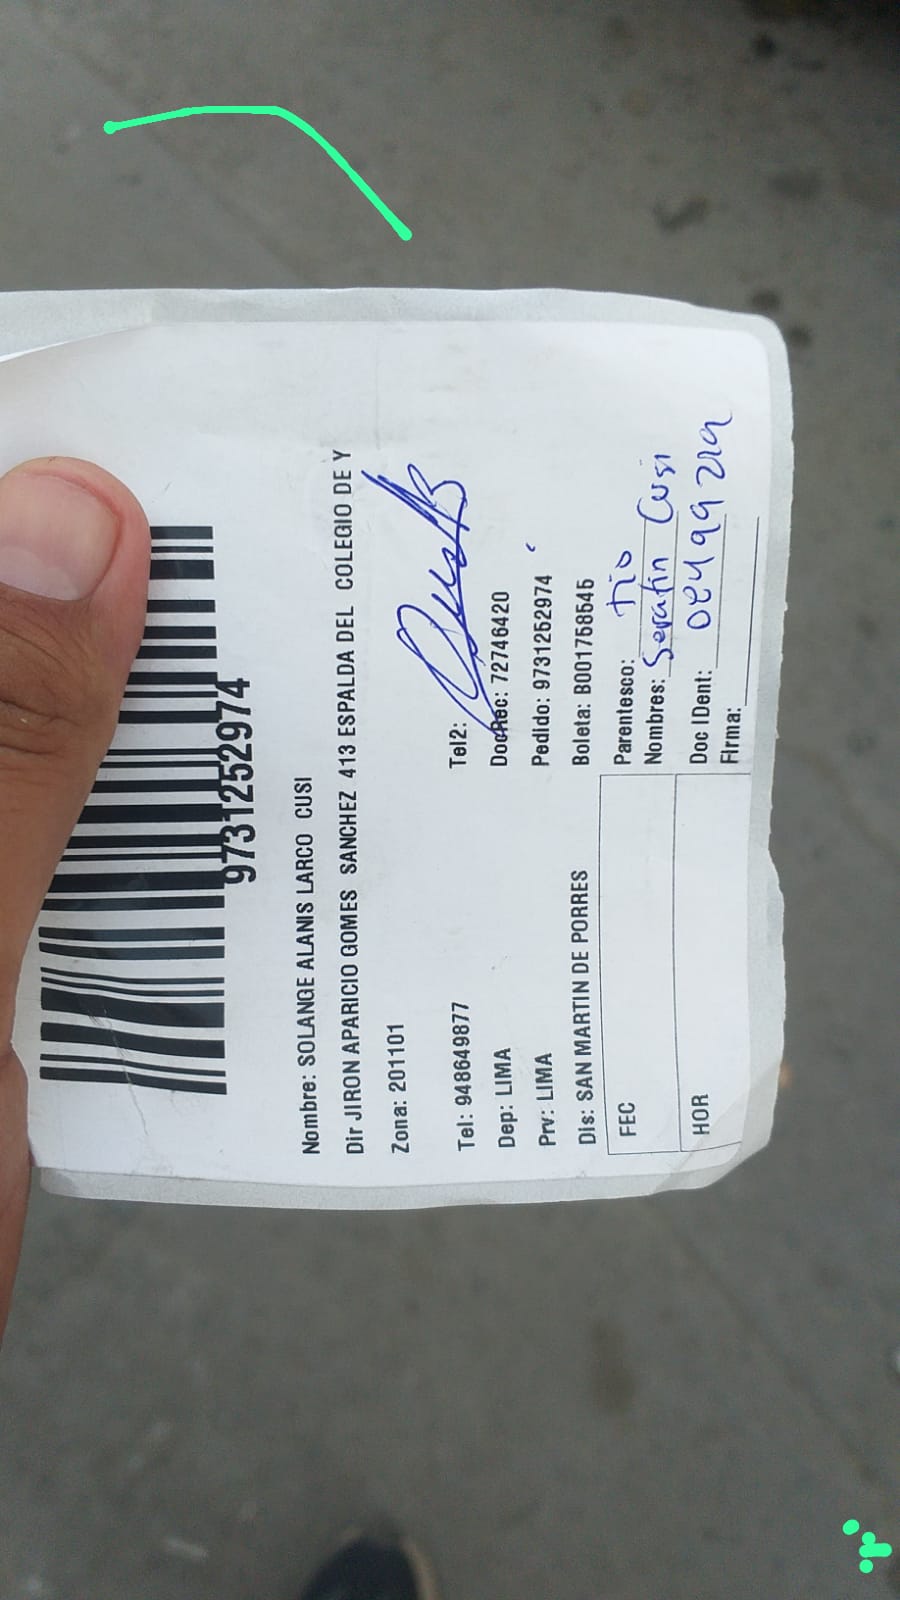 9731252974
Nombre: SOLANGE ALANIS LARCO CUSI
Dir JIRON APARICIO GOMES SANCHEZ 413 ESPALDA DEL COLEGIO DE Y
Zona: 201101
Tel: 948649877 Tel2:
Dep: LIMA DocRec: 72746420
Prv: LIMA Pedido: 9731252974
Dis: SAN MARTIN DE PORRES Boleta: B001758545
FEC Parentesco: tio
Nombres: Serafin Cusi
HOR Doc IDent:
Firma: